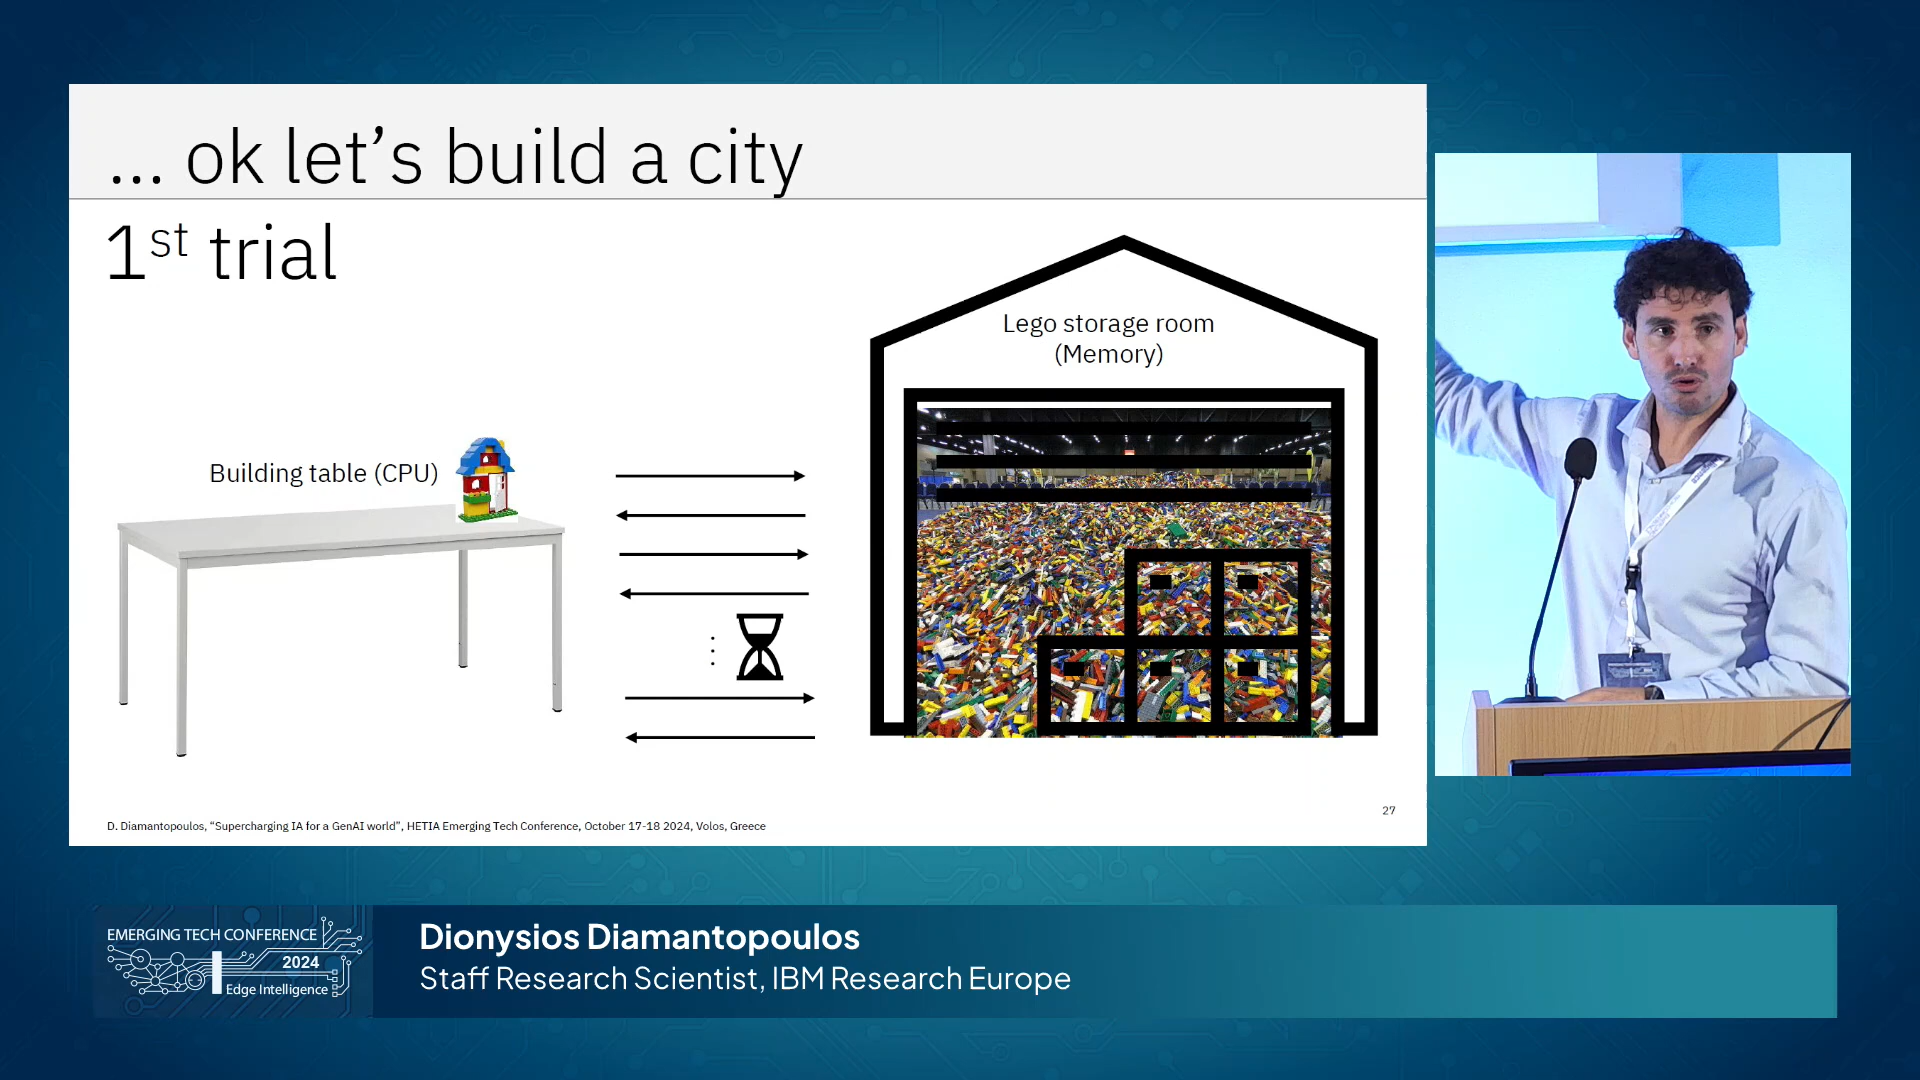 ... ok let’s build a city
1st trial
Lego storage room
(Memory)
Building table (CPU)
27
D. Diamantopoulos, “Supercharging IA for a GenAI world”, HETIA Emerging Tech Conference, October 17-18 2024, Volos, Greece
EMERGING TECH CONFERENCE
2024
Edge Intelligence
Dionysios Diamantopoulos
Staff Research Scientist, IBM Research Europe